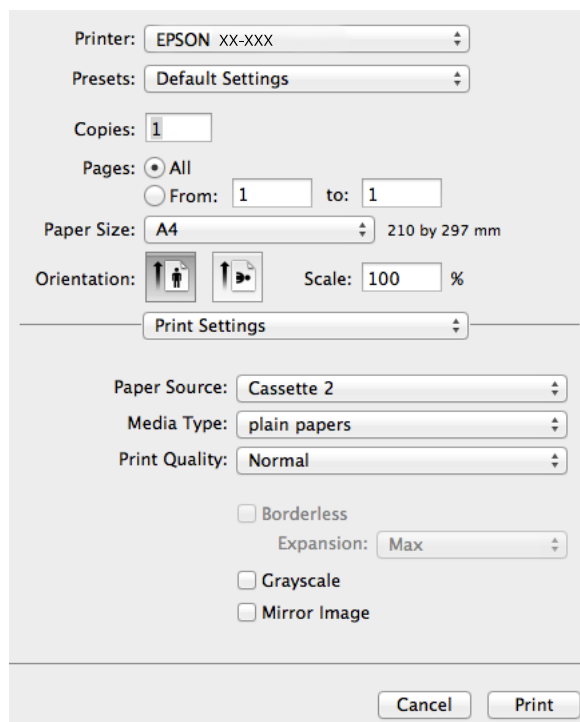 Printer: EPSON XX-XXX
Presets: Default Settings
Copies: 1
Pages: All
From: 1 to: 1
Paper Size: A4 210 by 297 mm
Orientation: Scale: 100 %
Print Settings
Paper Source: Cassette 2
Media Type: plain papers
Print Quality: Normal
Borderless
Expansion: Max
Grayscale
Mirror Image
Cancel Print